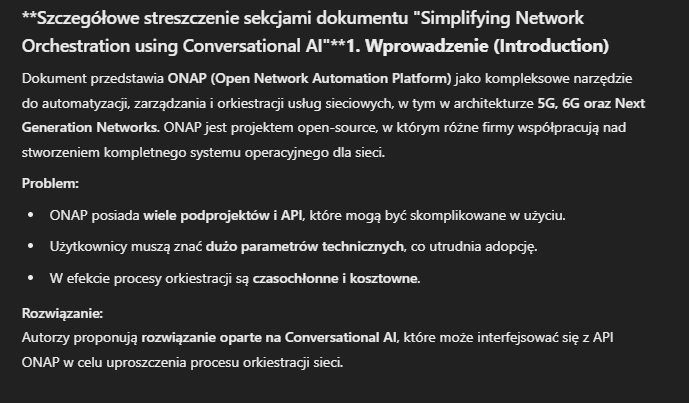 **Szczegółowe streszczenie sekcjami dokumentu "Simplifying Network
Orchestration using Conversational AI"**1. Wprowadzenie (Introduction)
Dokument przedstawia ONAP (Open Network Automation Platform) jako kompleksowe narzędzie
do automatyzacji, zarządzania i orkiestracji usług sieciowych, w tym w architekturze 5G, 6G oraz Next
Generation Networks. ONAP jest projektem open-source, w którym różne firmy współpracują nad
stworzeniem kompletnego systemu operacyjnego dla sieci.
Problem:
• ONAP posiada wiele podprojektów i API, które mogą być skomplikowane w użyciu.
• Użytkownicy muszą znać dużo parametrów technicznych, co utrudnia adopcję.
• W efekcie procesy orkiestracji są czasochłonne i kosztowne.
Rozwiązanie:
Autorzy proponują rozwiązanie oparte na Conversational AI, które może interfejsować się z API
ONAP w celu uproszczenia procesu orkiestracji sieci.